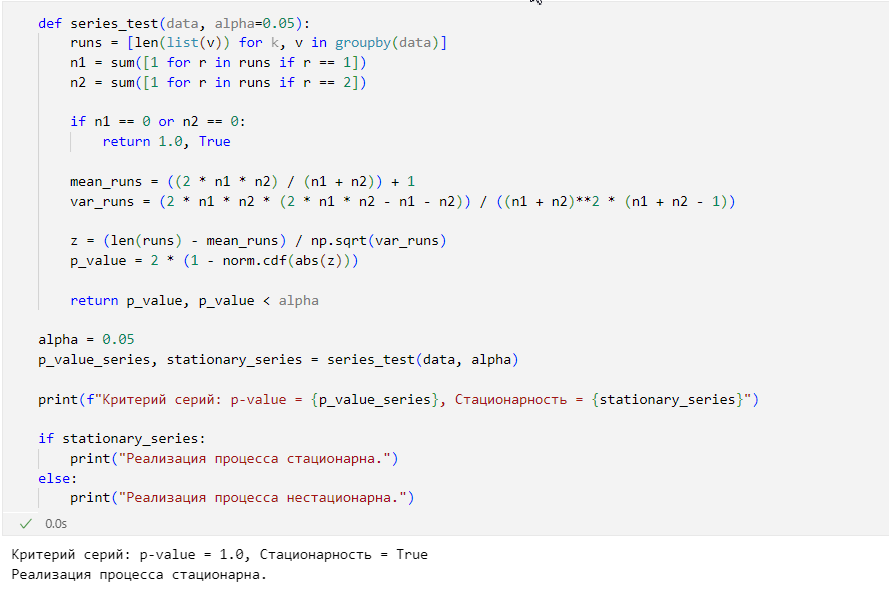 def series_test(data, alpha=0.05):
    runs = [len(list(v)) for k, v in groupby(data)]
    n1 = sum([1 for r in runs if r == 1])
    n2 = sum([1 for r in runs if r == 2])

    if n1 == 0 or n2 == 0:
        return 1.0, True

    mean_runs = ((2 * n1 * n2) / (n1 + n2)) + 1
    var_runs = (2 * n1 * n2 * (2 * n1 * n2 - n1 - n2)) / ((n1 + n2)**2 * (n1 + n2 - 1))

    z = (len(runs) - mean_runs) / np.sqrt(var_runs)
    p_value = 2 * (1 - norm.cdf(abs(z)))

    return p_value, p_value < alpha

alpha = 0.05
p_value_series, stationary_series = series_test(data, alpha)

print(f"Критерий серий: p-value = {p_value_series}, Стационарность = {stationary_series}")

if stationary_series:
    print("Реализация процесса стационарна.")
else:
    print("Реализация процесса нестационарна.")
0.0s
Критерий серий: p-value = 1.0, Стационарность = True
Реализация процесса стационарна.